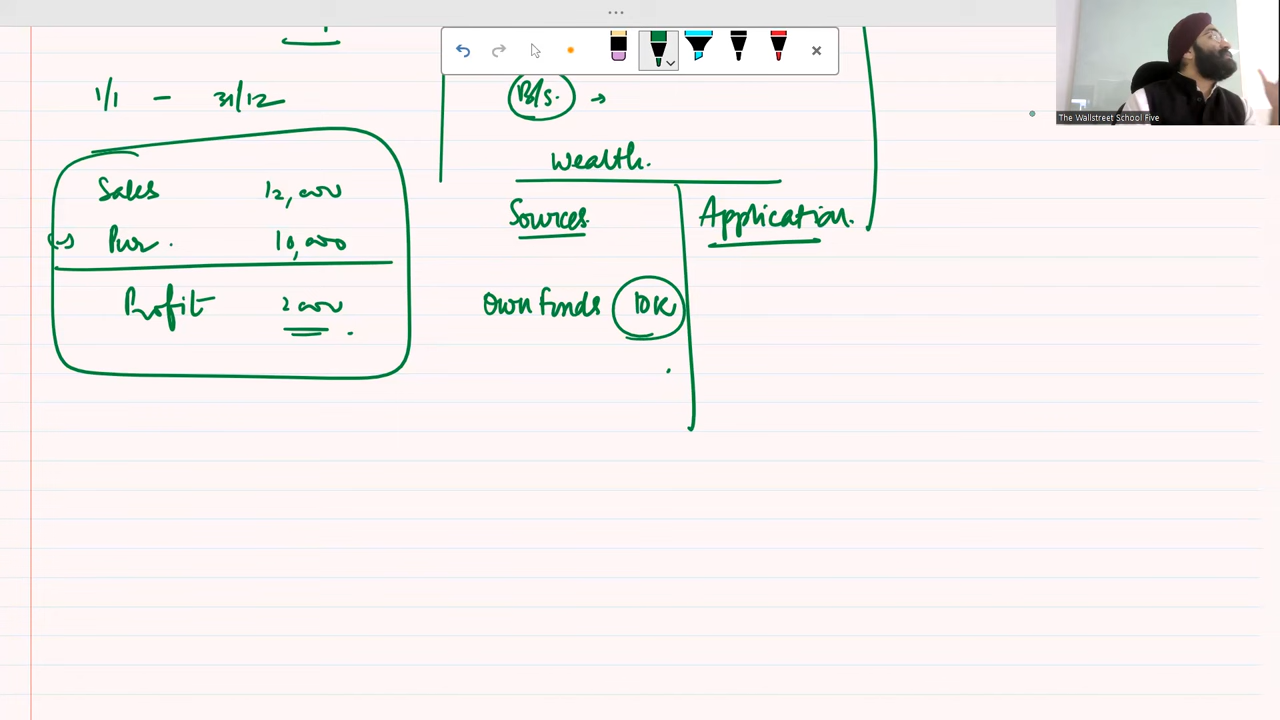 1/1 – 31/12
Sales 12,000
(-) Pur. 10,000
Profit 2000
B/s. →
Wealth.
Sources. Application.
Own funds 10K
The Wallstreet School Five